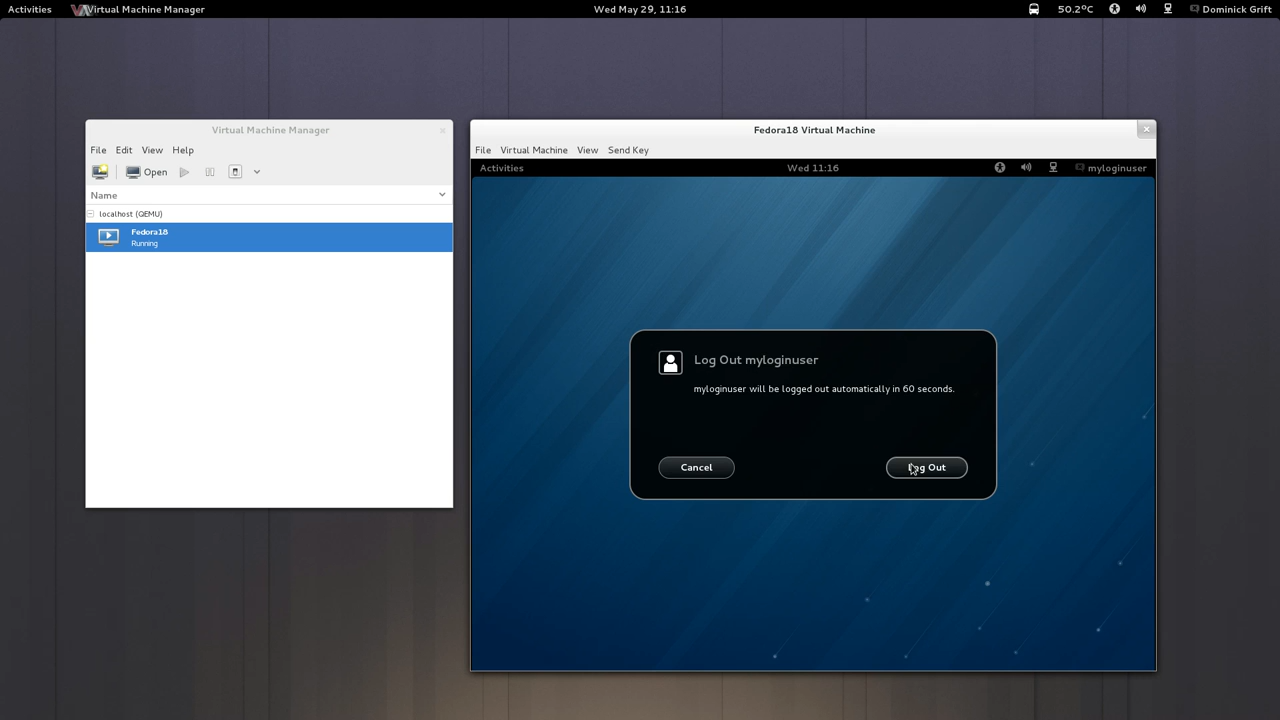 Activities Virtual Machine Manager Wed May 29, 11:16 50.2°C Dominick Grift
Virtual Machine Manager
File Edit View Help
Open
Name
localhost (QEMU)
Fedora18
Running
Fedora18 Virtual Machine
File Virtual Machine View Send Key
Activities Wed 11:16 myloginuser
Log Out myloginuser
myloginuser will be logged out automatically in 60 seconds.
Cancel Log Out